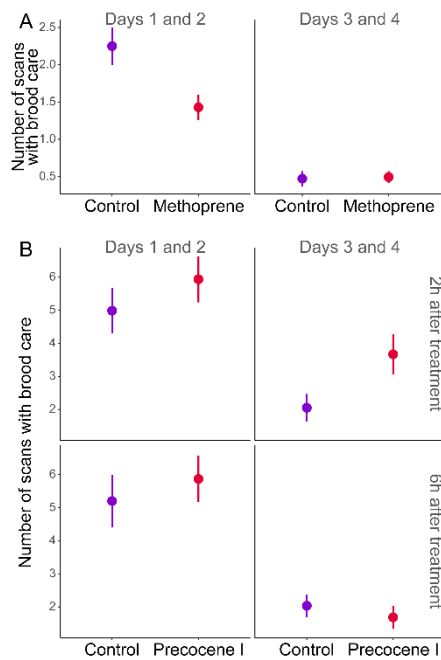 A
Days 1 and 2
Days 3 and 4
Number of scans
with brood care
2.5
2.0
1.5
1.0
0.5
Control
Methoprene
Control
Methoprene
B
Days 1 and 2
Days 3 and 4
Number of scans with brood care
6
5
4
3
2
2h after treatment
6
5
4
3
2
6h after treatment
Control
Precocene I
Control
Precocene I